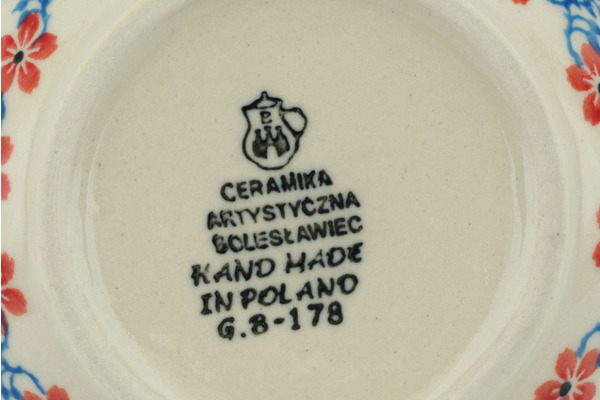 B
CERAMIKA
ARTYSTYCZNA
BOLESŁAWIEC
HAND MADE
IN POLAND
G.8-178